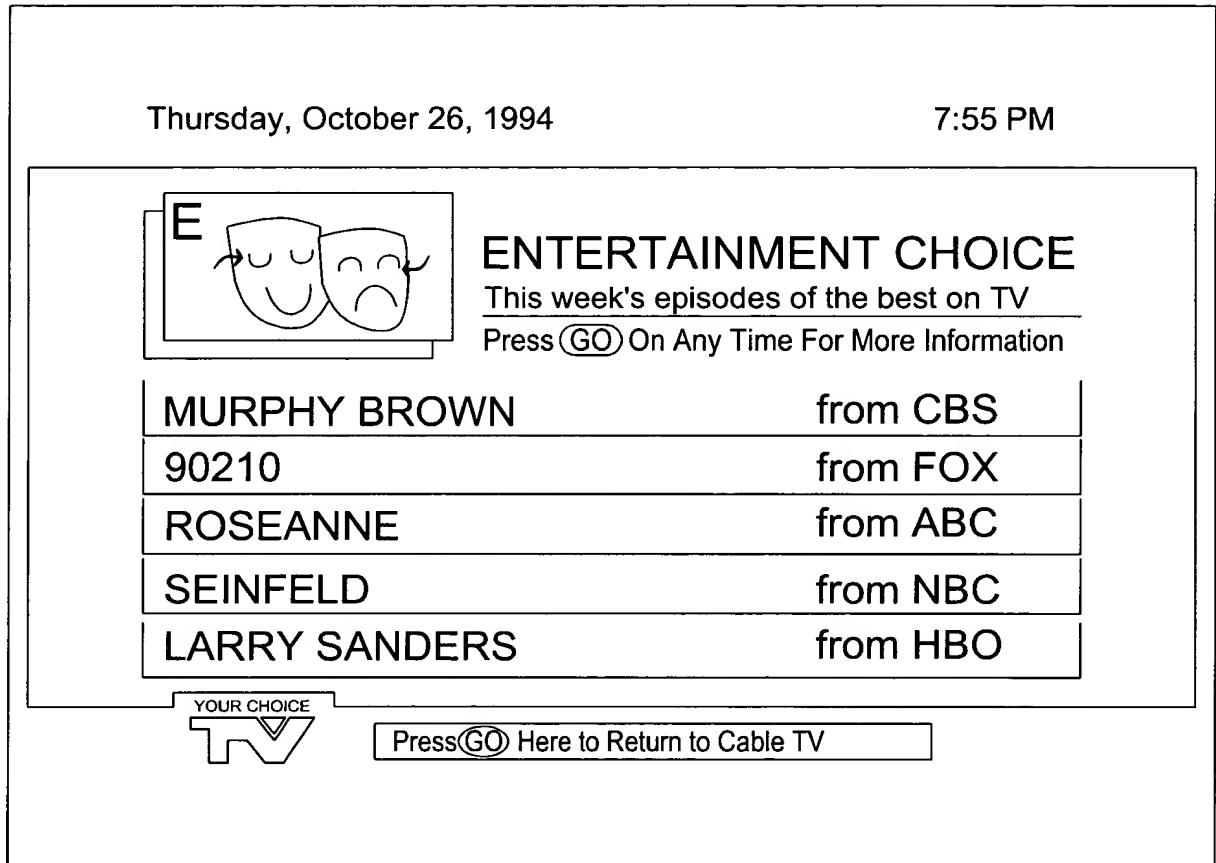 Thursday, October 26, 1994 7:55 PM
E
ENTERTAINMENT CHOICE
This week's episodes of the best on TV
Press GO On Any Time For More Information
MURPHY BROWN from CBS
90210 from FOX
ROSEANNE from ABC
SEINFELD from NBC
LARRY SANDERS from HBO
YOUR CHOICE
TV
Press GO Here to Return to Cable TV